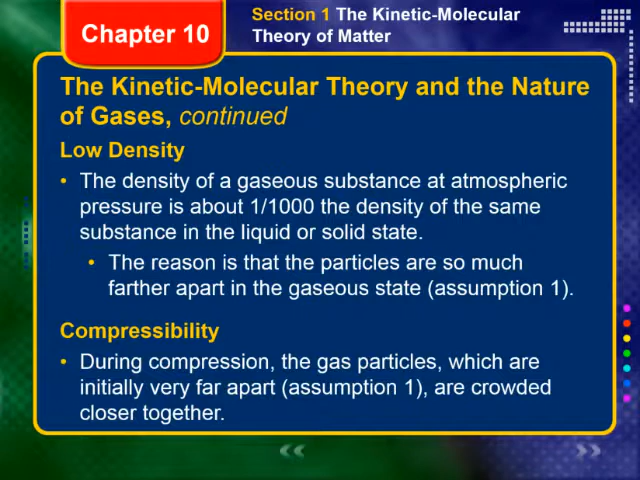 Chapter 10
Section 1 The Kinetic-Molecular
Theory of Matter
The Kinetic-Molecular Theory and the Nature
of Gases, continued
Low Density
• The density of a gaseous substance at atmospheric
pressure is about 1/1000 the density of the same
substance in the liquid or solid state.
• The reason is that the particles are so much
farther apart in the gaseous state (assumption 1).
Compressibility
• During compression, the gas particles, which are
initially very far apart (assumption 1), are crowded
closer together.